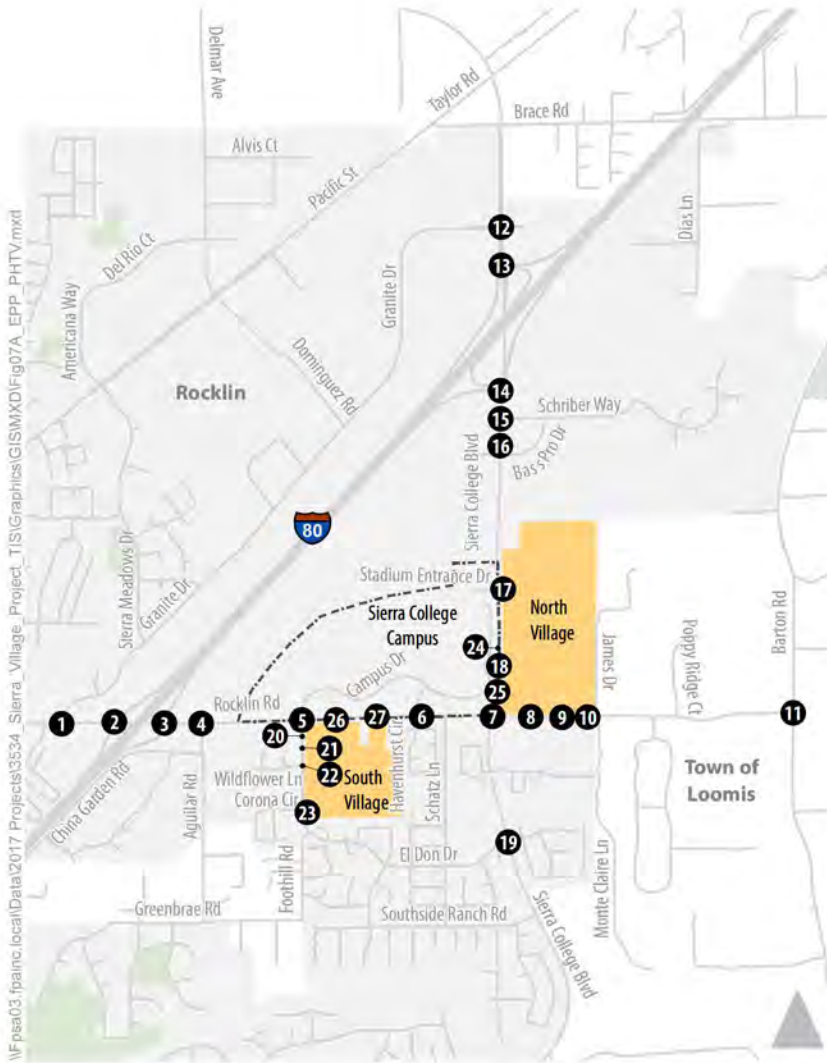 \\Fpsa03.fpainc.local\Data\2017 Projects\3534_Sierra_Village_Project_TIS\Graphics\GIS\MXD\Fig07A_EPP_PHTV.mxd
Delmar Ave
Taylor Rd
Brace Rd
Alvis Ct
Pacific St
Dias Ln
12
Del Rio Ct
13
Granite Dr
Americana Way
Dominguez Rd
Rocklin
14
Schriber Way
15
16
Bass Pro Dr
Sierra College Blvd
80
Stadium Entrance Dr
Sierra Meadows Dr
Granite Dr
17
Sierra College
Campus
North
Village
James Dr
Poppy Ridge Ct
Barton Rd
24
18
Campus Dr
25
Rocklin Rd
1
2
3
4
5
26
27
6
7
8
9
10
11
20
21
22
South
Village
Havenhurst Cir
Schatz Ln
Wildflower Ln
Corona Cir
China Garden Rd
Aguilar Rd
Town of
Loomis
23
19
El Don Dr
Foothill Rd
Monte Claire Ln
Greenbrae Rd
Southside Ranch Rd
Sierra College Blvd